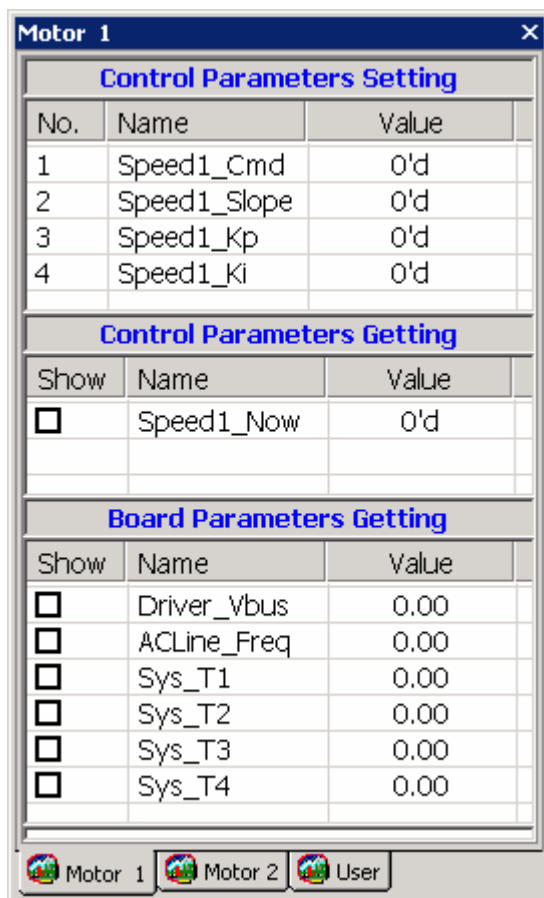 Motor 1
Control Parameters Setting
No. Name Value
1 Speed1_Cmd 0'd
2 Speed1_Slope 0'd
3 Speed1_Kp 0'd
4 Speed1_Ki 0'd
Control Parameters Getting
Show Name Value
Speed1_Now 0'd
Board Parameters Getting
Show Name Value
Driver_Vbus 0.00
ACLine_Freq 0.00
Sys_T1 0.00
Sys_T2 0.00
Sys_T3 0.00
Sys_T4 0.00
Motor 1 Motor 2 User